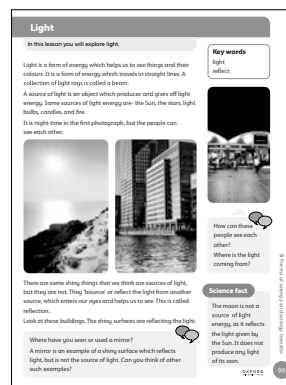 Light
In this lesson you will explore light.
Light is a form of energy which helps us to see things and their
colours. It is a form of energy which travels in straight lines. A
collection of light rays is called a beam.
A source of light is an object which produces and gives off light
energy. Some sources of light energy are- the Sun, the stars, light
bulbs, candles, and fire.
It is night-time in the first photograph, but the people can
see each other.
Key words
light
reflect
How can these
people see each
other?
Where is the light
coming from?
There are some shiny things that we think are sources of light,
but they are not. They 'bounce' or reflect the light from another
source, which enters our eyes and helps us to see. This is called
reflection.
Look at these buildings. The shiny surfaces are reflecting the light.
Where have you seen or used a mirror?
A mirror is an example of a shiny surface which reflects
light, but is not the source of light. Can you think of other
such examples?
Science fact
The moon is not a
source of light
energy, as it reflects
the light given by
the Sun. It does not
produce any light
of its own.
5 Forms of energy and energy transfer
OXFORD
99